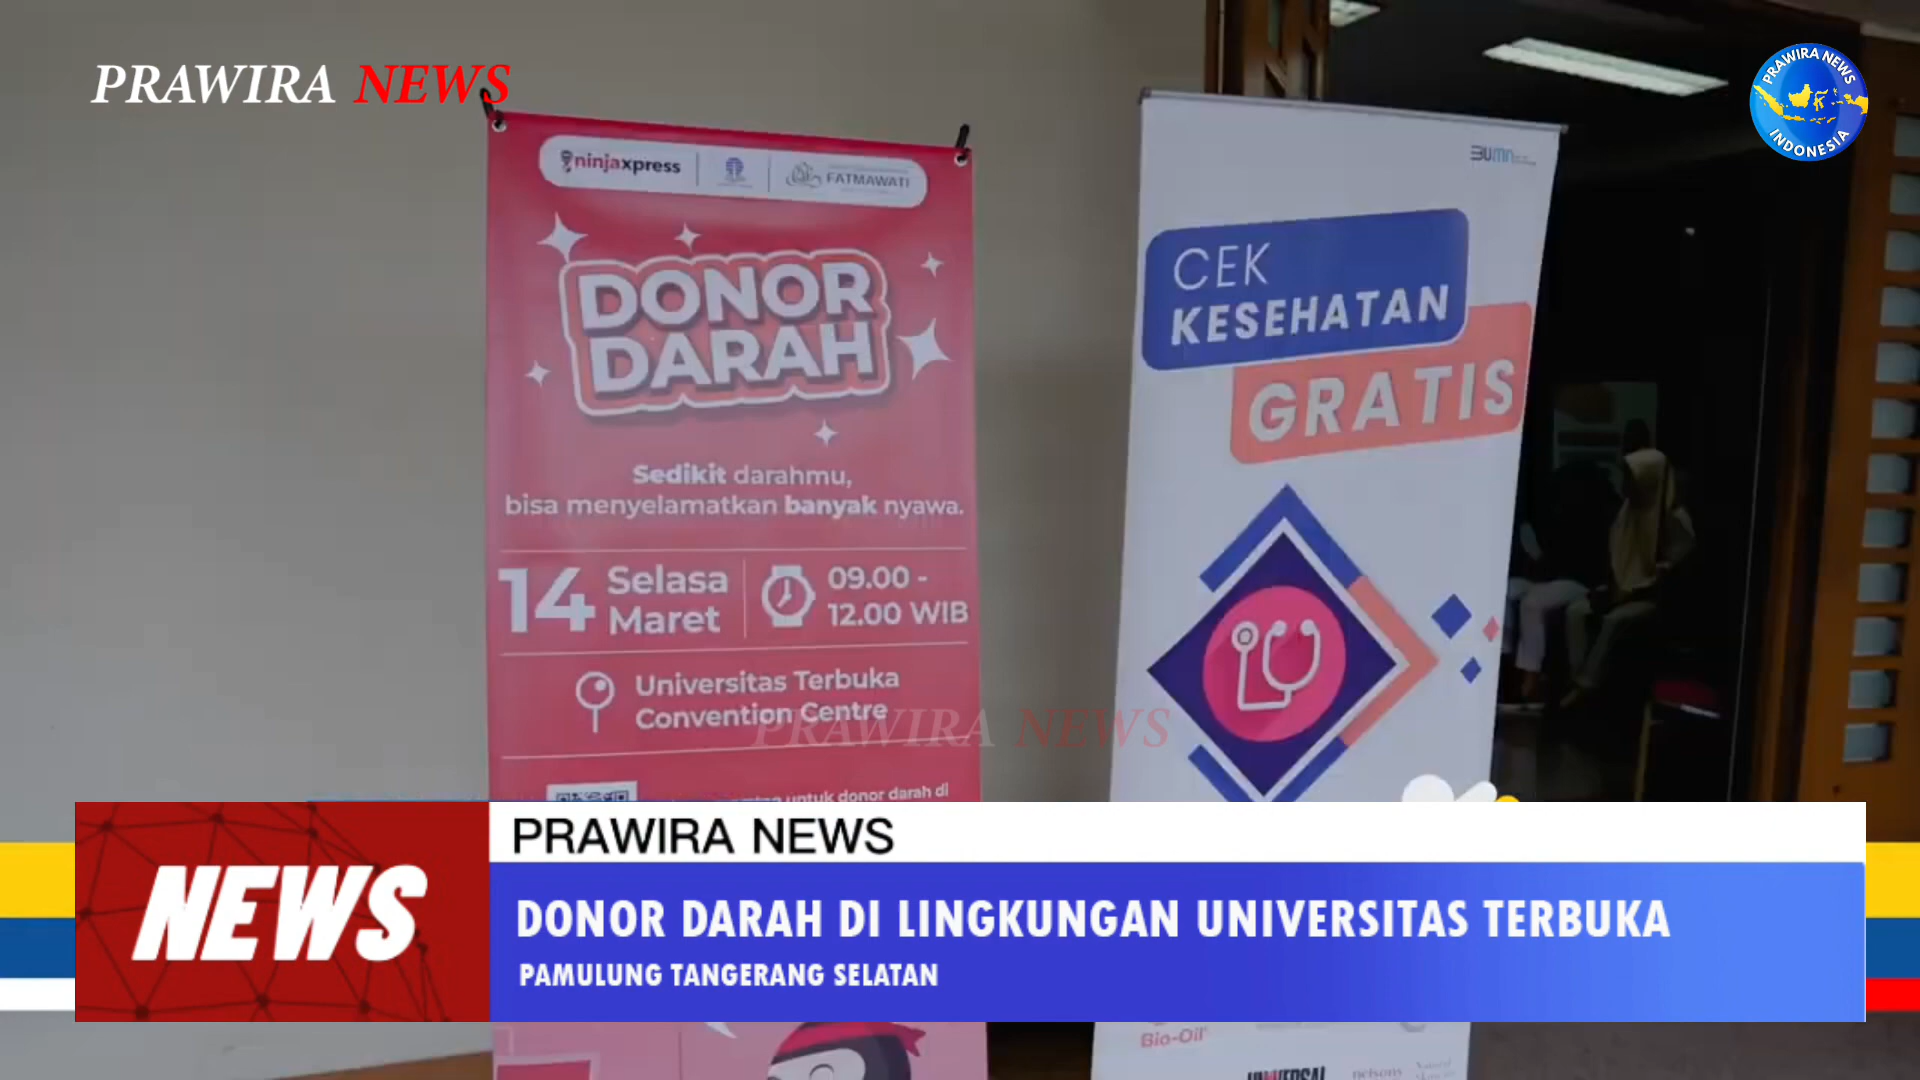 PRAWIRA NEWS
PRAWIRA NEWS
INDONESIA
ninjaxpress
FATMAWATI
DONOR
DARAH
Sedikit darahmu,
bisa menyelamatkan banyak nyawa.
14 Selasa
Maret
09.00 -
12.00 WIB
Universitas Terbuka
Convention Centre
untuk donor darah di
BUMN
CEK
KESEHATAN
GRATIS
PRAWIRA NEWS
NEWS
PRAWIRA NEWS
DONOR DARAH DI LINGKUNGAN UNIVERSITAS TERBUKA
PAMULUNG TANGERANG SELATAN
Bio-Oil
UNIVERSAL
nelsons